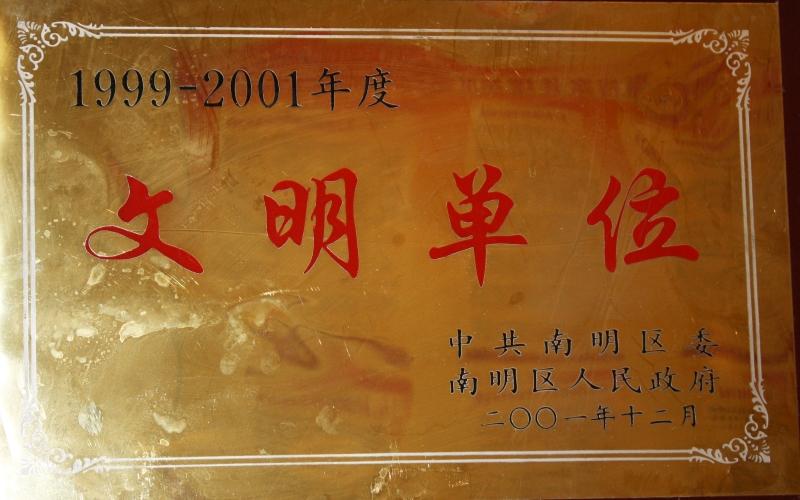 1999-2001年度
文明单位
中共南明区委
南明区人民政府
二〇〇一年十二月